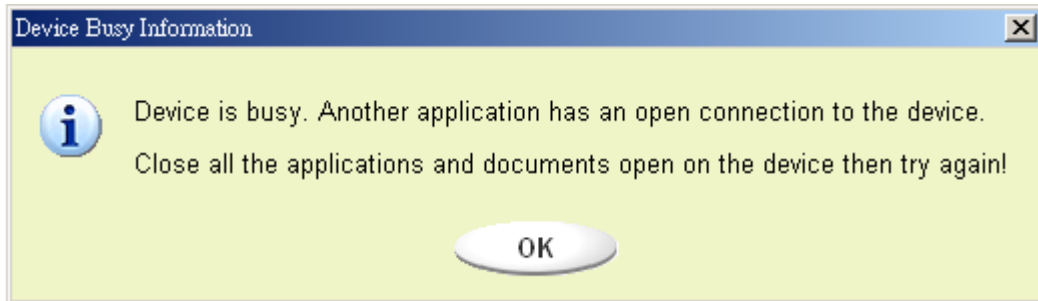 Device Busy Information
Device is busy. Another application has an open connection to the device.
Close all the applications and documents open on the device then try again!
OK